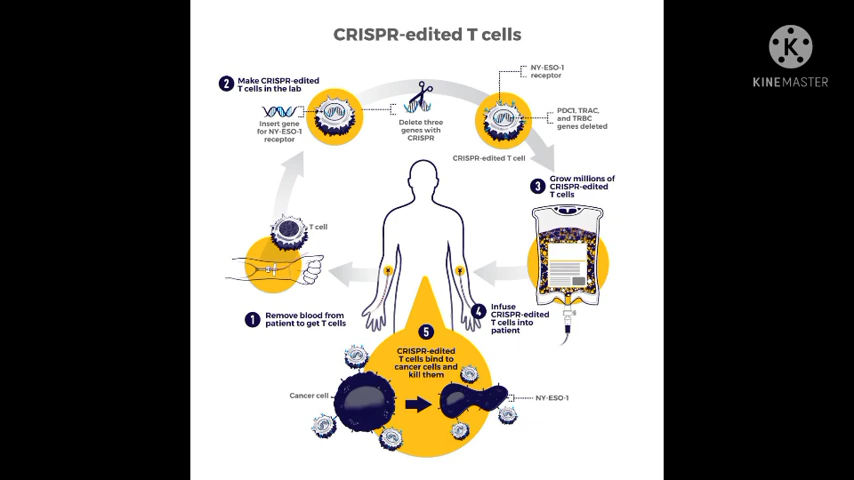 CRISPR-edited T cells
K
KINEMASTER
2 Make CRISPR-edited
T cells in the lab
Insert gene
for NY-ESO-1
receptor
Delete three
genes with
CRISPR
NY-ESO-1
receptor
PDC1, TRAC,
and TRBC
genes deleted
CRISPR-edited T cell
3 Grow millions of
CRISPR-edited
T cells
T cell
1 Remove blood from
patient to get T cells
4 Infuse
CRISPR-edited
T cells into
patient
5
CRISPR-edited
T cells bind to
cancer cells and
kill them
Cancer cell
NY-ESO-1